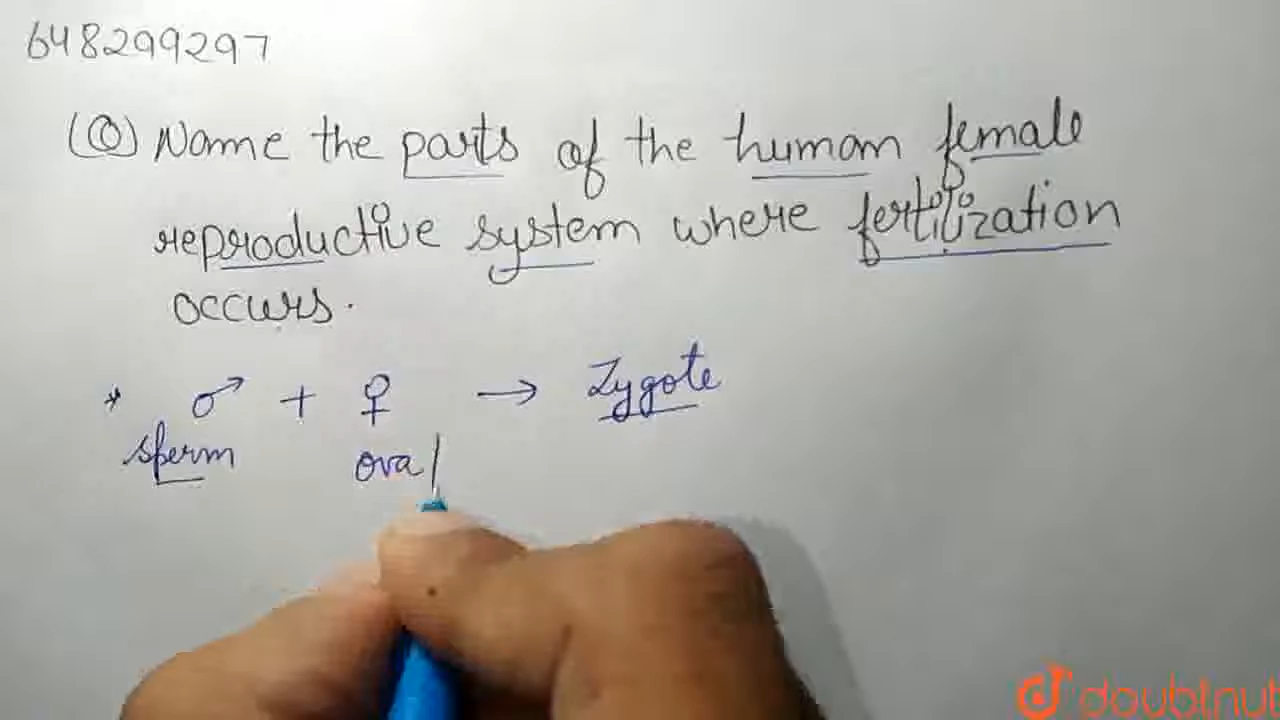 648299297
(Q) Name the parts of the human female
reproductive system where fertilization
occurs.
* ♂ + ♀ → Zygote
sperm ova/
doubtnut